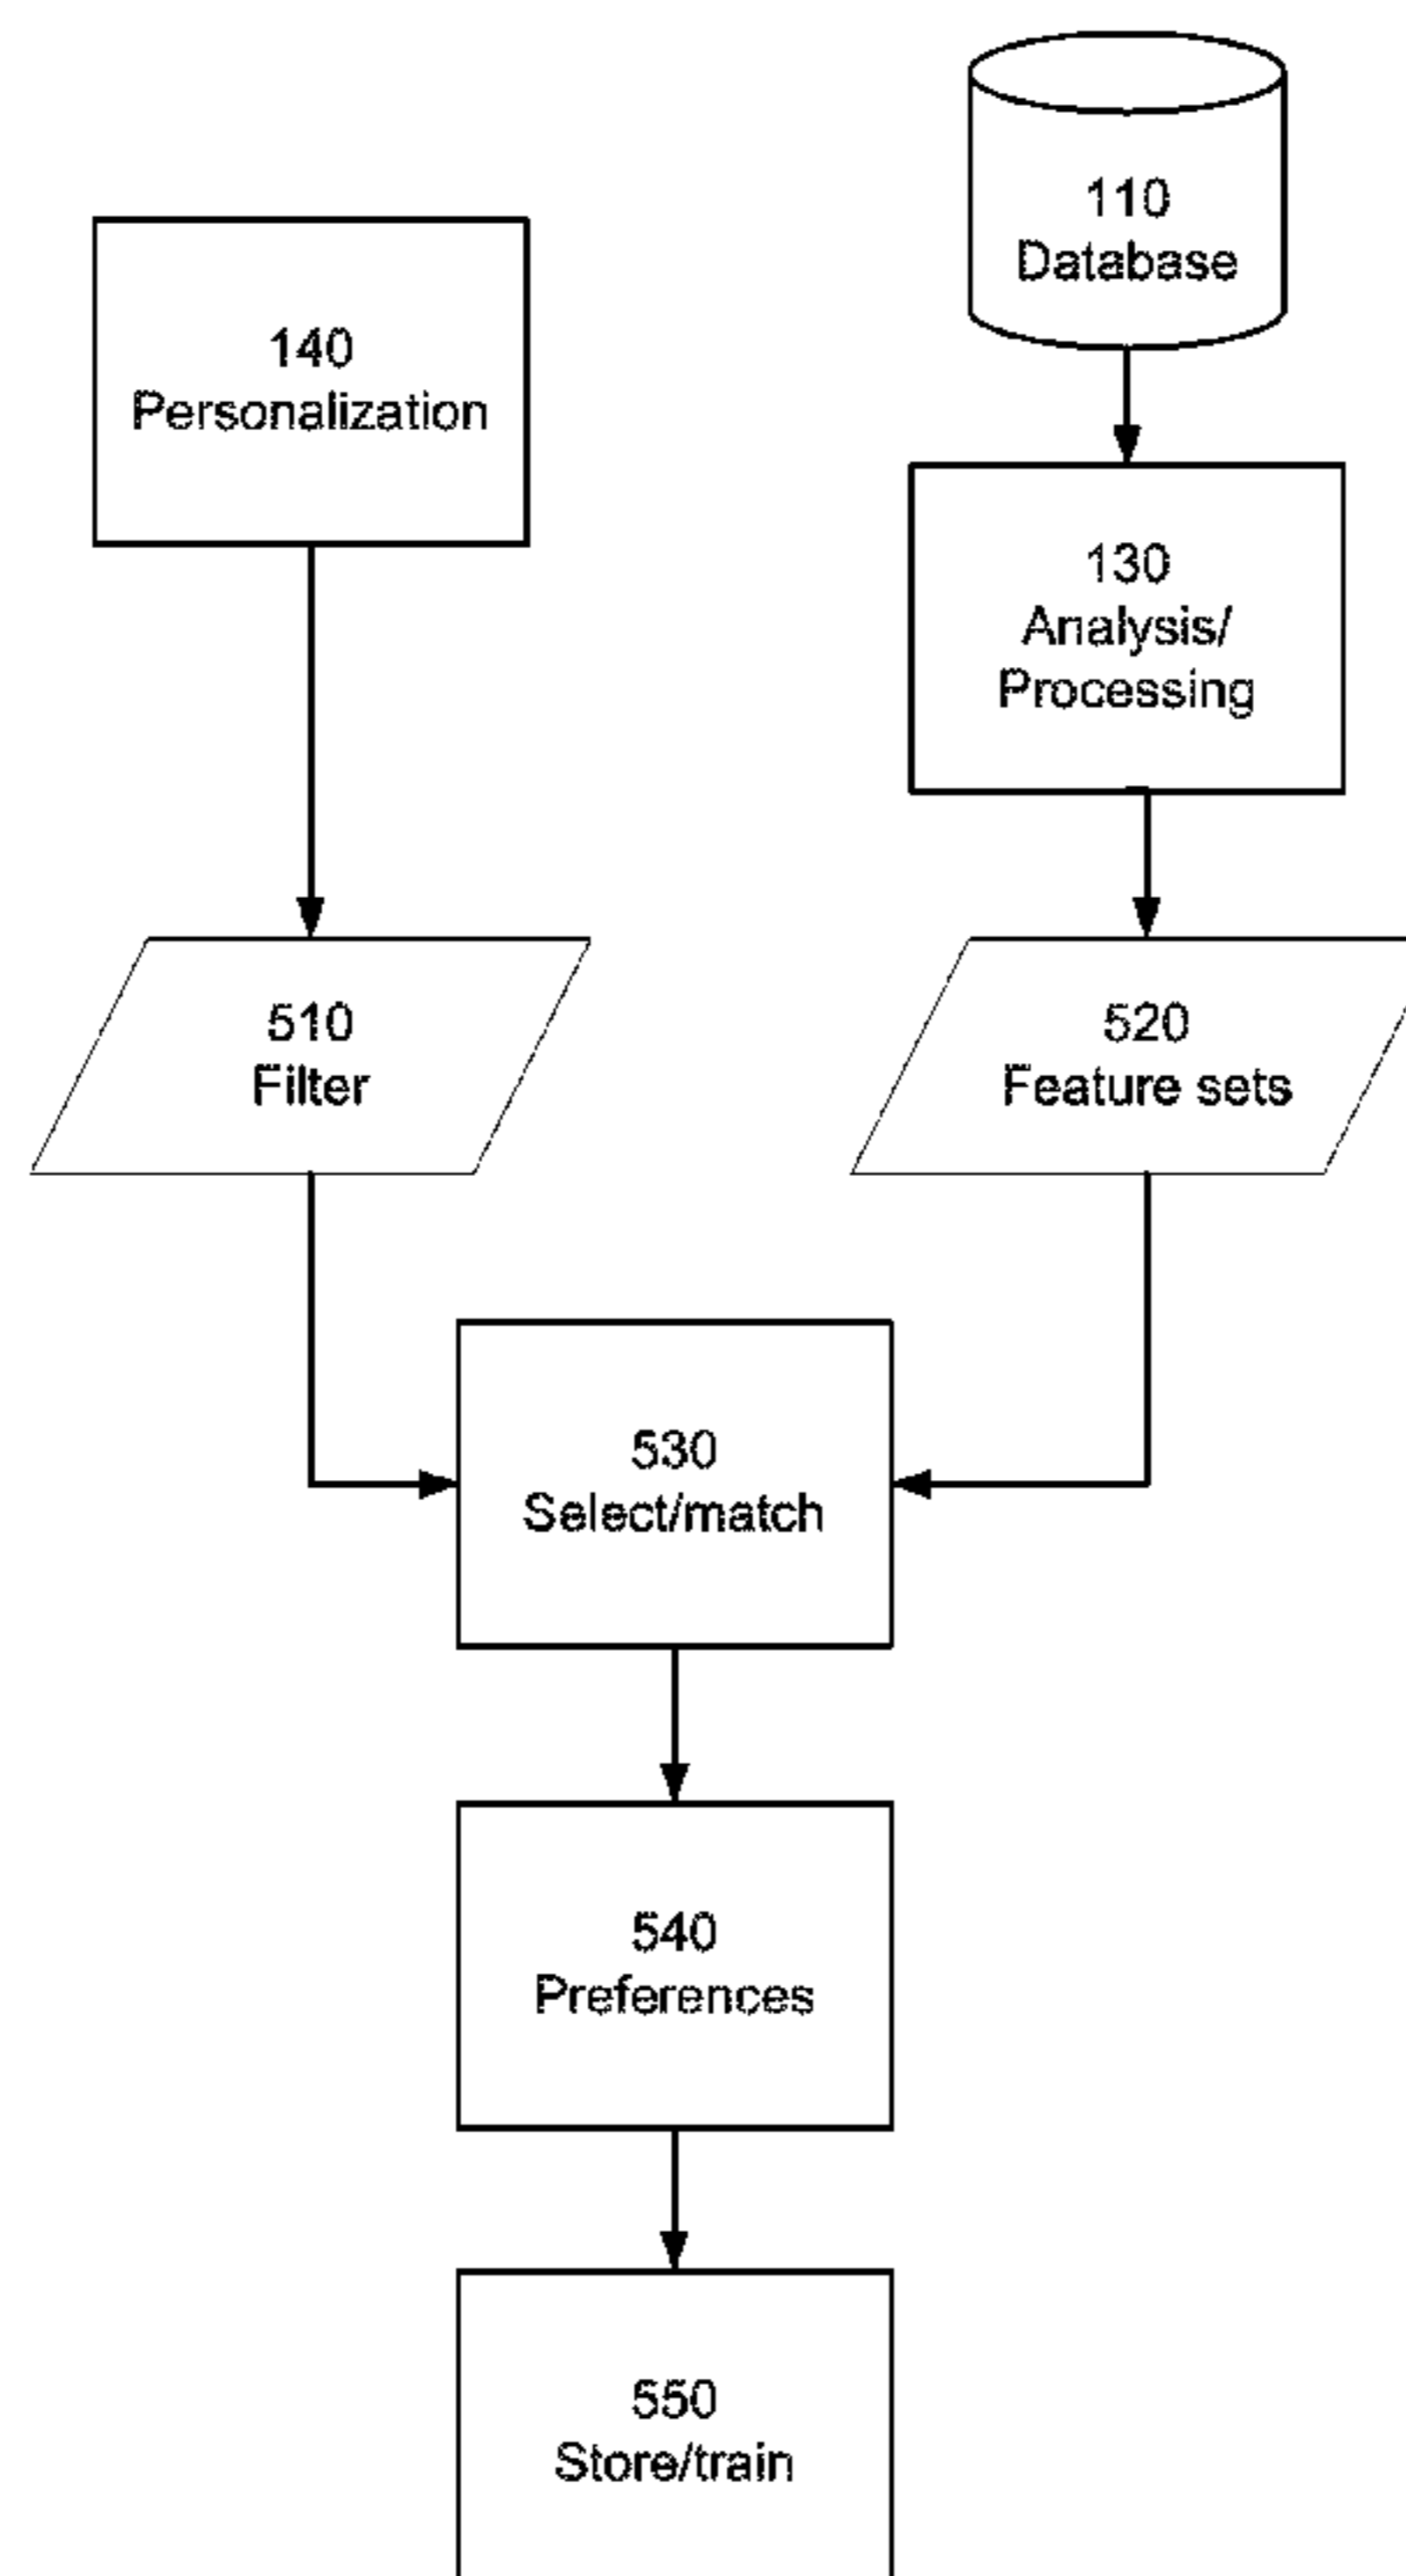 110
Database
140
Personalization
130
Analysis/
Processing
510
Filter
520
Feature sets
530
Select/match
540
Preferences
550
Store/train